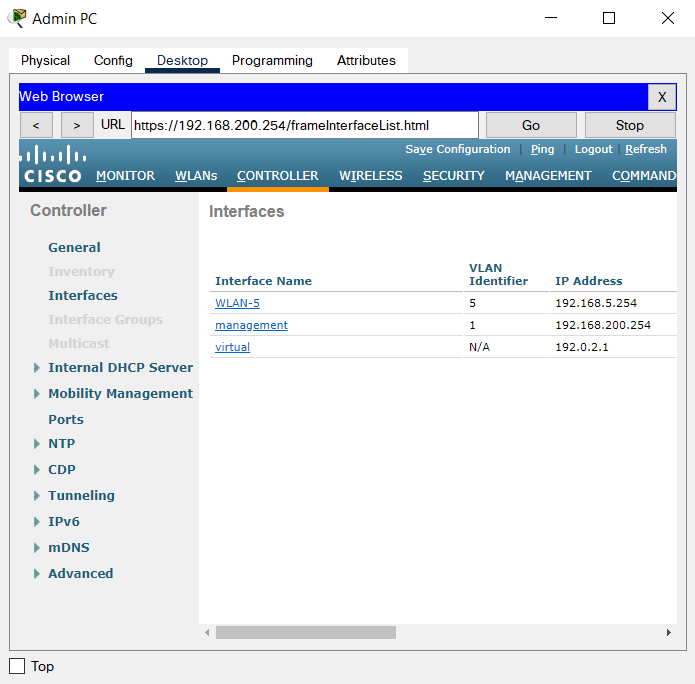 Admin PC
Physical Config Desktop Programming Attributes
Web Browser X
< > URL https://192.168.200.254/frameInterfaceList.html Go Stop
Save Configuration | Ping | Logout | Refresh
CISCO MONITOR WLANs CONTROLLER WIRELESS SECURITY MANAGEMENT COMMAND
Controller
General
Inventory
Interfaces
Interface Groups
Multicast
Internal DHCP Server
Mobility Management
Ports
NTP
CDP
Tunneling
IPv6
mDNS
Advanced
Interfaces
Interface Name VLAN Identifier IP Address
WLAN-5 5 192.168.5.254
management 1 192.168.200.254
virtual N/A 192.0.2.1
Top